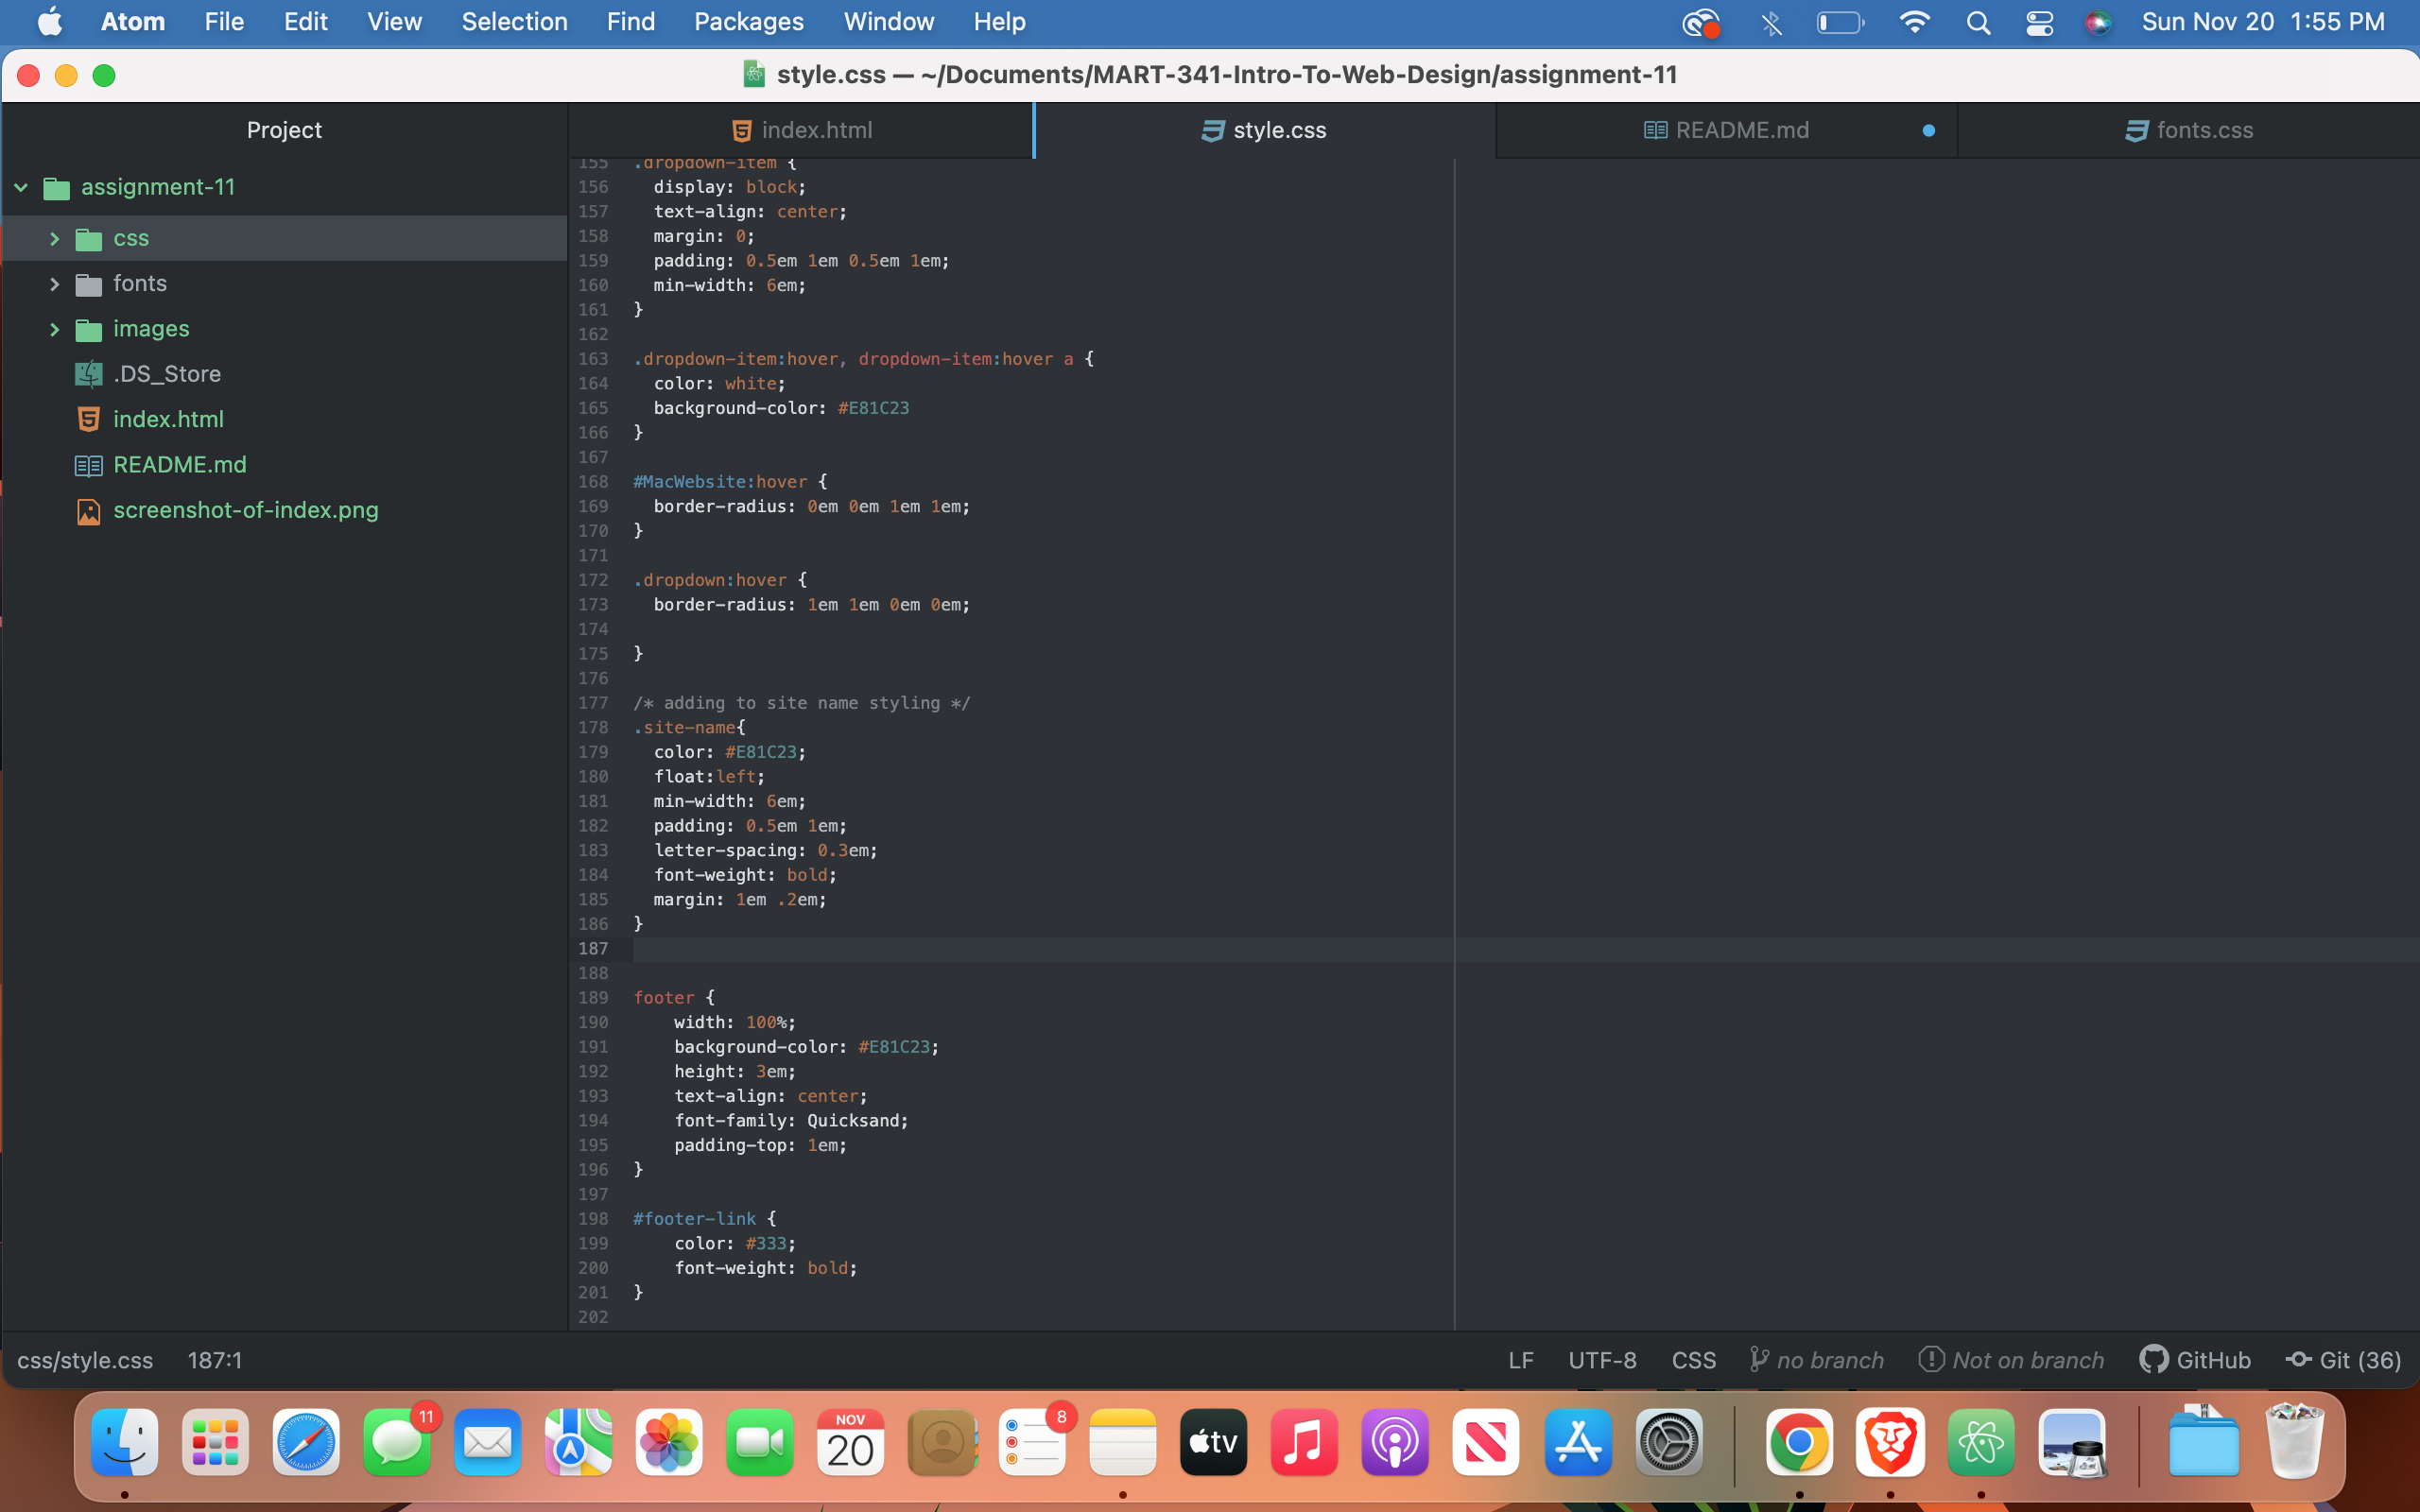 Atom File Edit View Selection Find Packages Window Help Sun Nov 20 1:55 PM
style.css — ~/Documents/MART-341-Intro-To-Web-Design/assignment-11
Project
index.html
style.css
README.md
fonts.css
assignment-11
css
fonts
images
.DS_Store
index.html
README.md
screenshot-of-index.png
155 .dropdown-item {
156   display: block;
157   text-align: center;
158   margin: 0;
159   padding: 0.5em 1em 0.5em 1em;
160   min-width: 6em;
161 }
162
163 .dropdown-item:hover, dropdown-item:hover a {
164   color: white;
165   background-color: #E81C23
166 }
167
168 #MacWebsite:hover {
169   border-radius: 0em 0em 1em 1em;
170 }
171
172 .dropdown:hover {
173   border-radius: 1em 1em 0em 0em;
174
175 }
176
177 /* adding to site name styling */
178 .site-name{
179   color: #E81C23;
180   float:left;
181   min-width: 6em;
182   padding: 0.5em 1em;
183   letter-spacing: 0.3em;
184   font-weight: bold;
185   margin: 1em .2em;
186 }
187
188
189 footer {
190     width: 100%;
191     background-color: #E81C23;
192     height: 3em;
193     text-align: center;
194     font-family: Quicksand;
195     padding-top: 1em;
196 }
197
198 #footer-link {
199     color: #333;
200     font-weight: bold;
201 }
202
css/style.css 187:1 LF UTF-8 CSS no branch Not on branch GitHub Git (36)
11
NOV
20
8
tv